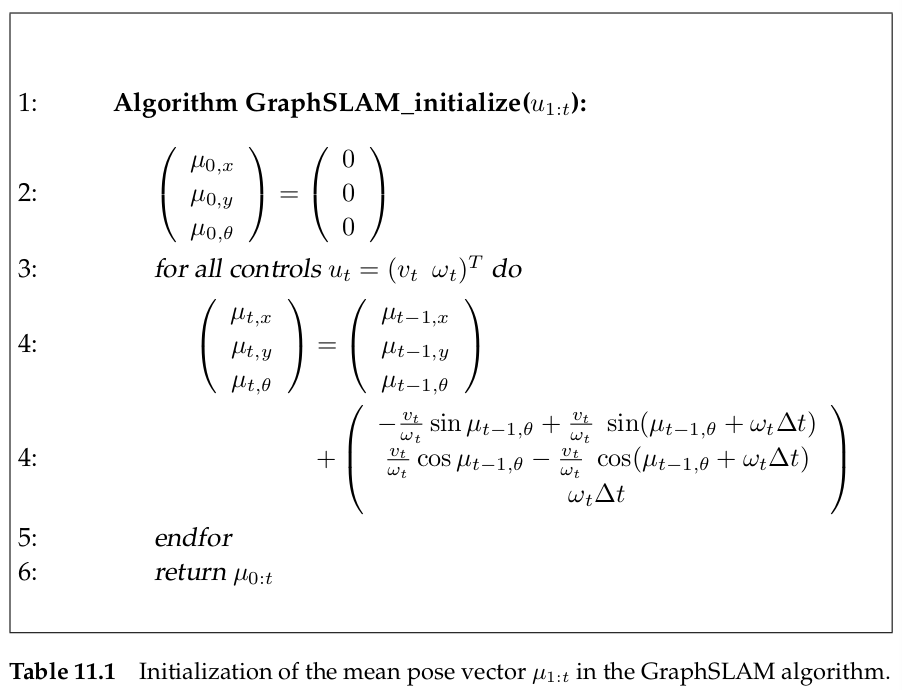 1: Algorithm GraphSLAM_initialize(u_{1:t}):
2: \begin{pmatrix} \mu_{0,x} \\ \mu_{0,y} \\ \mu_{0,\theta} \end{pmatrix} = \begin{pmatrix} 0 \\ 0 \\ 0 \end{pmatrix}
3: for all controls u_t = (v_t \; \omega_t)^T do
4: \begin{pmatrix} \mu_{t,x} \\ \mu_{t,y} \\ \mu_{t,\theta} \end{pmatrix} = \begin{pmatrix} \mu_{t-1,x} \\ \mu_{t-1,y} \\ \mu_{t-1,\theta} \end{pmatrix}
4: + \begin{pmatrix} -\frac{v_t}{\omega_t} \sin \mu_{t-1,\theta} + \frac{v_t}{\omega_t} \sin(\mu_{t-1,\theta} + \omega_t \Delta t) \\ \frac{v_t}{\omega_t} \cos \mu_{t-1,\theta} - \frac{v_t}{\omega_t} \cos(\mu_{t-1,\theta} + \omega_t \Delta t) \\ \omega_t \Delta t \end{pmatrix}
5: endfor
6: return \mu_{0:t}
Table 11.1 Initialization of the mean pose vector \mu_{1:t} in the GraphSLAM algorithm.